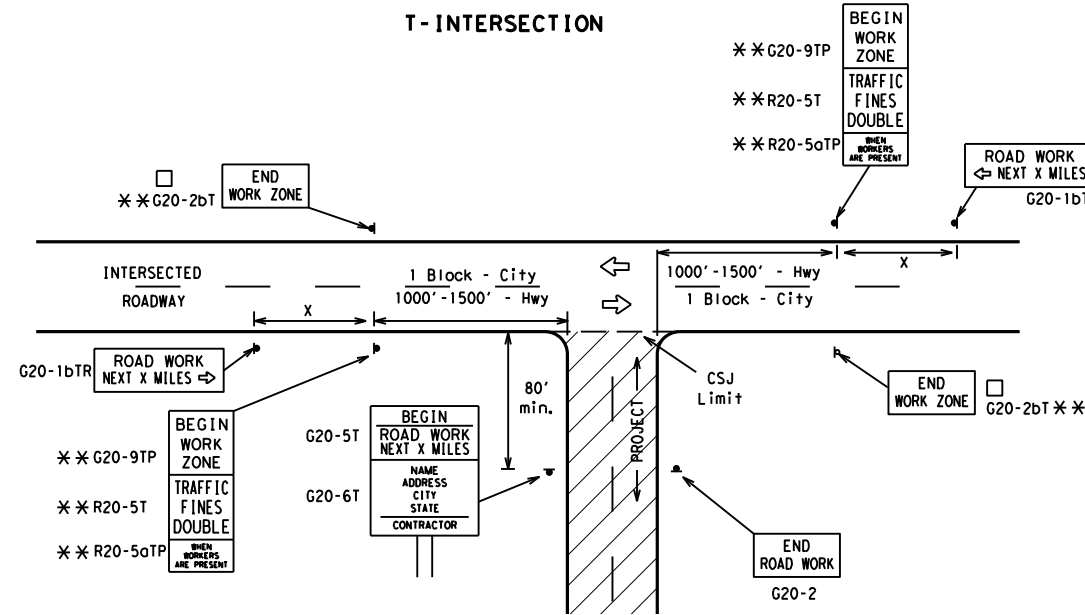 T-INTERSECTION
✶✶G20-9TP
BEGIN
WORK
ZONE
✶✶R20-5T
TRAFFIC
FINES
DOUBLE
✶✶R20-5aTP
WHEN
WORKERS
ARE PRESENT
ROAD WORK
⇦ NEXT X MILES
G20-1bT
□
✶✶G20-2bT
END
WORK ZONE
INTERSECTED
ROADWAY
1 Block - City
1000'-1500' - Hwy
1000'-1500' - Hwy
1 Block - City
X
X
G20-1bTR
ROAD WORK
NEXT X MILES ⇨
80'
min.
CSJ
Limit
PROJECT
END
WORK ZONE
□
G20-2bT ✶✶
✶✶ G20-9TP
BEGIN
WORK
ZONE
✶✶ R20-5T
TRAFFIC
FINES
DOUBLE
✶✶ R20-5aTP
WHEN
WORKERS
ARE PRESENT
G20-5T
BEGIN
ROAD WORK
NEXT X MILES
G20-6T
NAME
ADDRESS
CITY
STATE
CONTRACTOR
END
ROAD WORK
G20-2